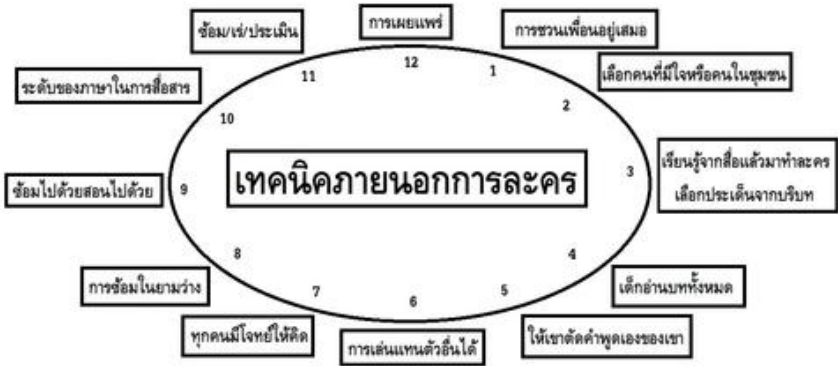 ซ้อม/เร่/ประเมิน
การเผยแพร่
การชวนเพื่อนอยู่เสมอ
12
11
1
เลือกคนที่มีใจหรือคนในชุมชน
ระดับของภาษาในการสื่อสาร
10
2
เทคนิคภายนอกการละคร
เรียนรู้จากสื่อแล้วมาทำละคร
เลือกประเด็นจากบริบท
3
ซ้อมไปด้วยสอนไปด้วย
9
8
4
การซ้อมในยามว่าง
เด็กอ่านบททั้งหมด
7
6
5
ทุกคนมีโจทย์ให้คิด
การเล่นแทนตัวอื่นได้
ให้เขาตัดคำพูดเองของเขา